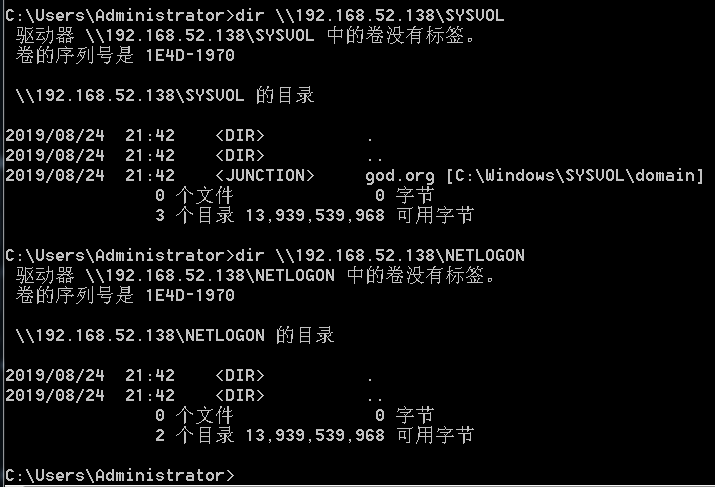 C:\Users\Administrator>dir \\192.168.52.138\SYSVOL
驱动器 \\192.168.52.138\SYSVOL 中的卷没有标签。
卷的序列号是 1E4D-1970
\\192.168.52.138\SYSVOL 的目录
2019/08/24  21:42    <DIR>          .
2019/08/24  21:42    <DIR>          ..
2019/08/24  21:42    <JUNCTION>     god.org [C:\Windows\SYSVOL\domain]
0 个文件              0 字节
3 个目录 13,939,539,968 可用字节
C:\Users\Administrator>dir \\192.168.52.138\NETLOGON
驱动器 \\192.168.52.138\NETLOGON 中的卷没有标签。
卷的序列号是 1E4D-1970
\\192.168.52.138\NETLOGON 的目录
2019/08/24  21:42    <DIR>          .
2019/08/24  21:42    <DIR>          ..
0 个文件              0 字节
2 个目录 13,939,539,968 可用字节
C:\Users\Administrator>